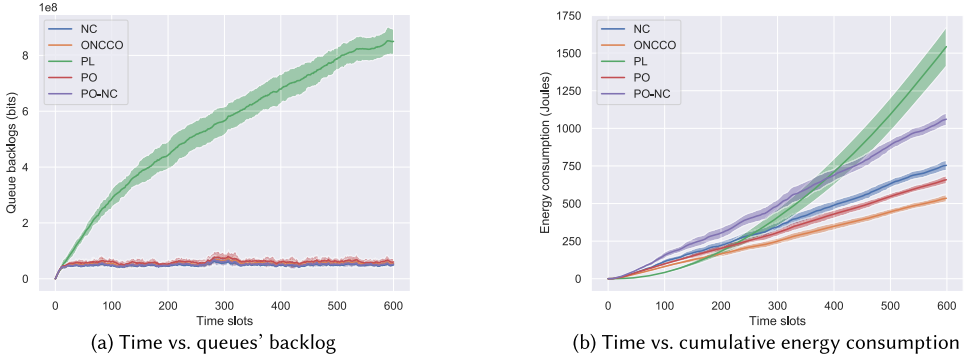 1e8
NC
ONCCO
PL
PO
PO-NC
Queue backlogs (bits)
8
6
4
2
0
0 100 200 300 400 500 600
Time slots
(a) Time vs. queues' backlog
NC
ONCCO
PL
PO
PO-NC
Energy consumption (Joules)
1750
1500
1250
1000
750
500
250
0
0 100 200 300 400 500 600
Time slots
(b) Time vs. cumulative energy consumption